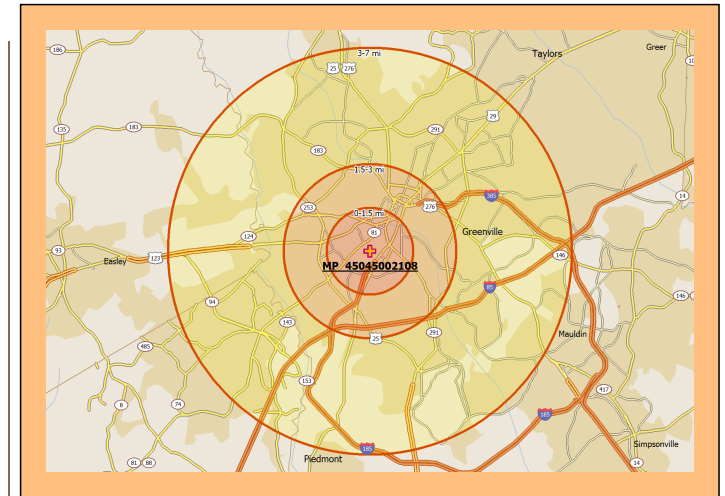 186
3-7 mi
25 276
Taylors
Greer
29
135
183
291
183
1.5-3 mi
385
14
253
276
0-1.5 mi
81
Greenville
124
93
Easley
123
146
MP 45045002108
85
146
94
143
291
Mauldin
25
485
153
417
8
74
185
185
Simpsonville
81 88
Piedmont
14